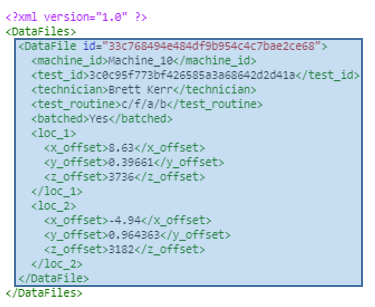 <?xml version="1.0" ?>
<DataFiles>
<DataFile id="33c768494e484df9b954c4c7bae2ce68">
<machine_id>Machine_10</machine_id>
<test_id>3c0c95f773bf426585a3a68642d2d41a</test_id>
<technician>Brett Kerr</technician>
<test_routine>c/f/a/b</test_routine>
<batched>Yes</batched>
<loc_1>
<x_offset>8.63</x_offset>
<y_offset>0.39661</y_offset>
<z_offset>3736</z_offset>
</loc_1>
<loc_2>
<x_offset>-4.94</x_offset>
<y_offset>0.964363</y_offset>
<z_offset>3182</z_offset>
</loc_2>
</DataFile>
</DataFiles>